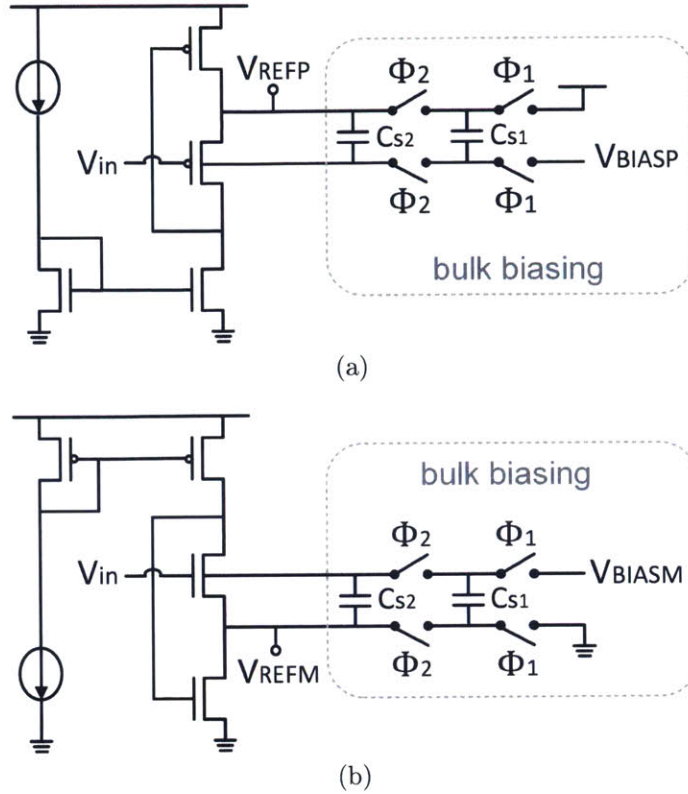 VREFP
Φ2
Φ1
Vin
Cs2
Cs1
VBIASP
Φ2
Φ1
bulk biasing
(a)
bulk biasing
Φ2
Φ1
Vin
VBIASM
Cs2
Cs1
VREFM
Φ2
Φ1
(b)